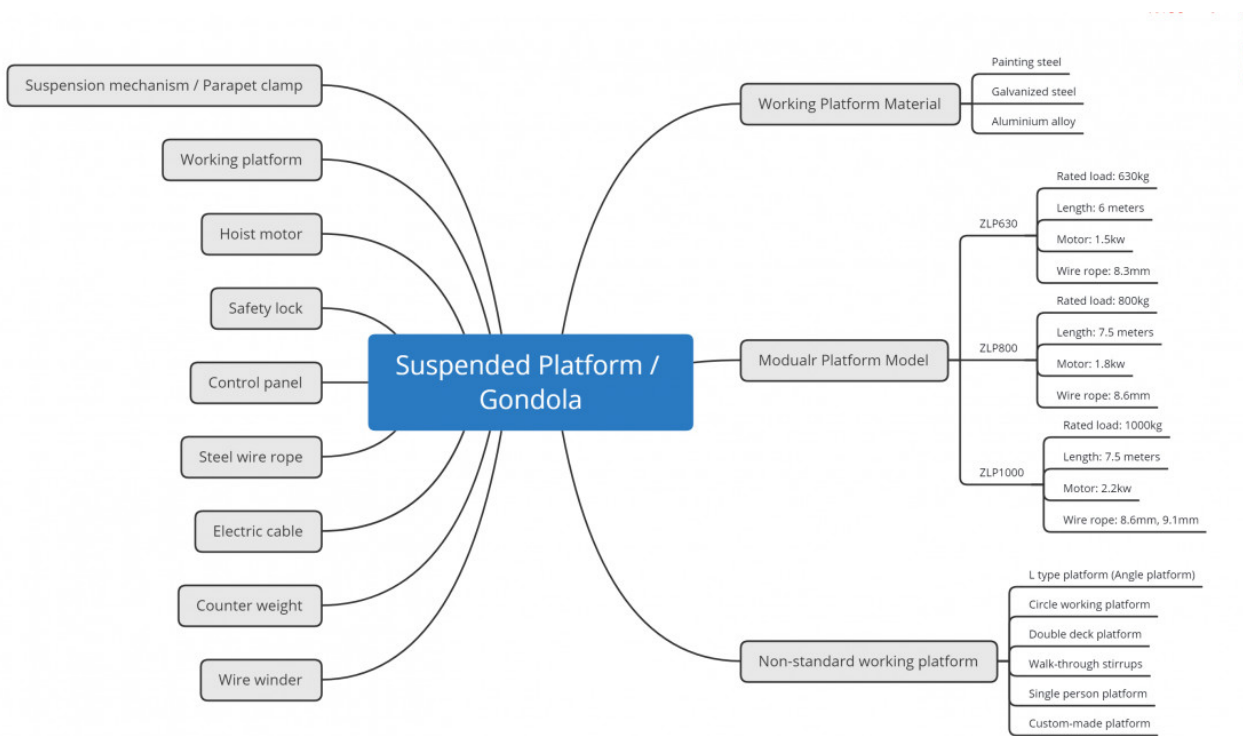 Suspension mechanism / Parapet clamp
Working platform
Hoist motor
Safety lock
Control panel
Steel wire rope
Electric cable
Counter weight
Wire winder
Suspended Platform /
Gondola
Working Platform Material
Painting steel
Galvanized steel
Aluminium alloy
Modualr Platform Model
ZLP630
Rated load: 630kg
Length: 6 meters
Motor: 1.5kw
Wire rope: 8.3mm
ZLP800
Rated load: 800kg
Length: 7.5 meters
Motor: 1.8kw
Wire rope: 8.6mm
ZLP1000
Rated load: 1000kg
Length: 7.5 meters
Motor: 2.2kw
Wire rope: 8.6mm, 9.1mm
Non-standard working platform
L type platform (Angle platform)
Circle working platform
Double deck platform
Walk-through stirrups
Single person platform
Custom-made platform